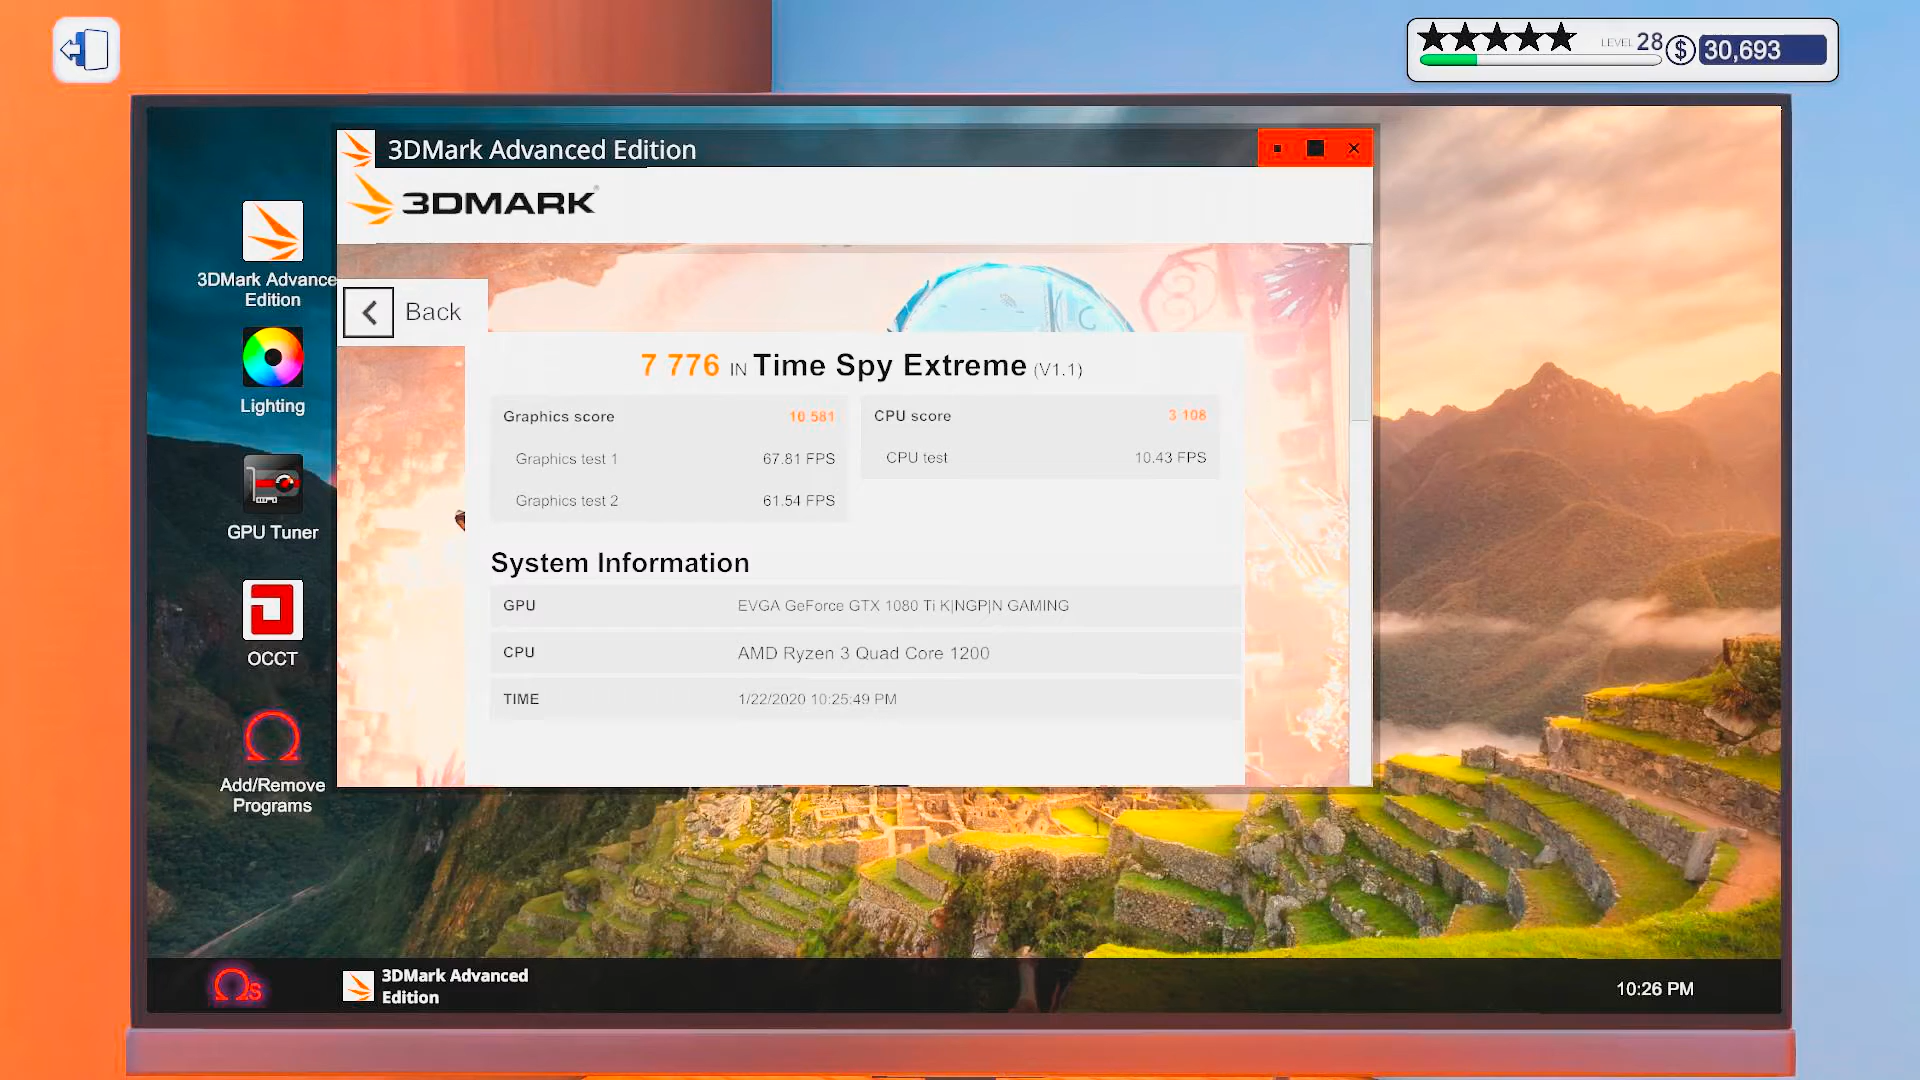 LEVEL 28 $ 30,693
3DMark Advanced Edition
3DMARK
3DMark Advance
Edition
Back
7 776 IN Time Spy Extreme (V1.1)
Graphics score 10 581
CPU score 3 108
Graphics test 1 67.81 FPS
CPU test 10.43 FPS
Graphics test 2 61.54 FPS
Lighting
GPU Tuner
System Information
GPU EVGA GeForce GTX 1080 Ti K|NGP|N GAMING
CPU AMD Ryzen 3 Quad Core 1200
TIME 1/22/2020 10:25:49 PM
OCCT
Add/Remove
Programs
Ωs
3DMark Advanced
Edition
10:26 PM